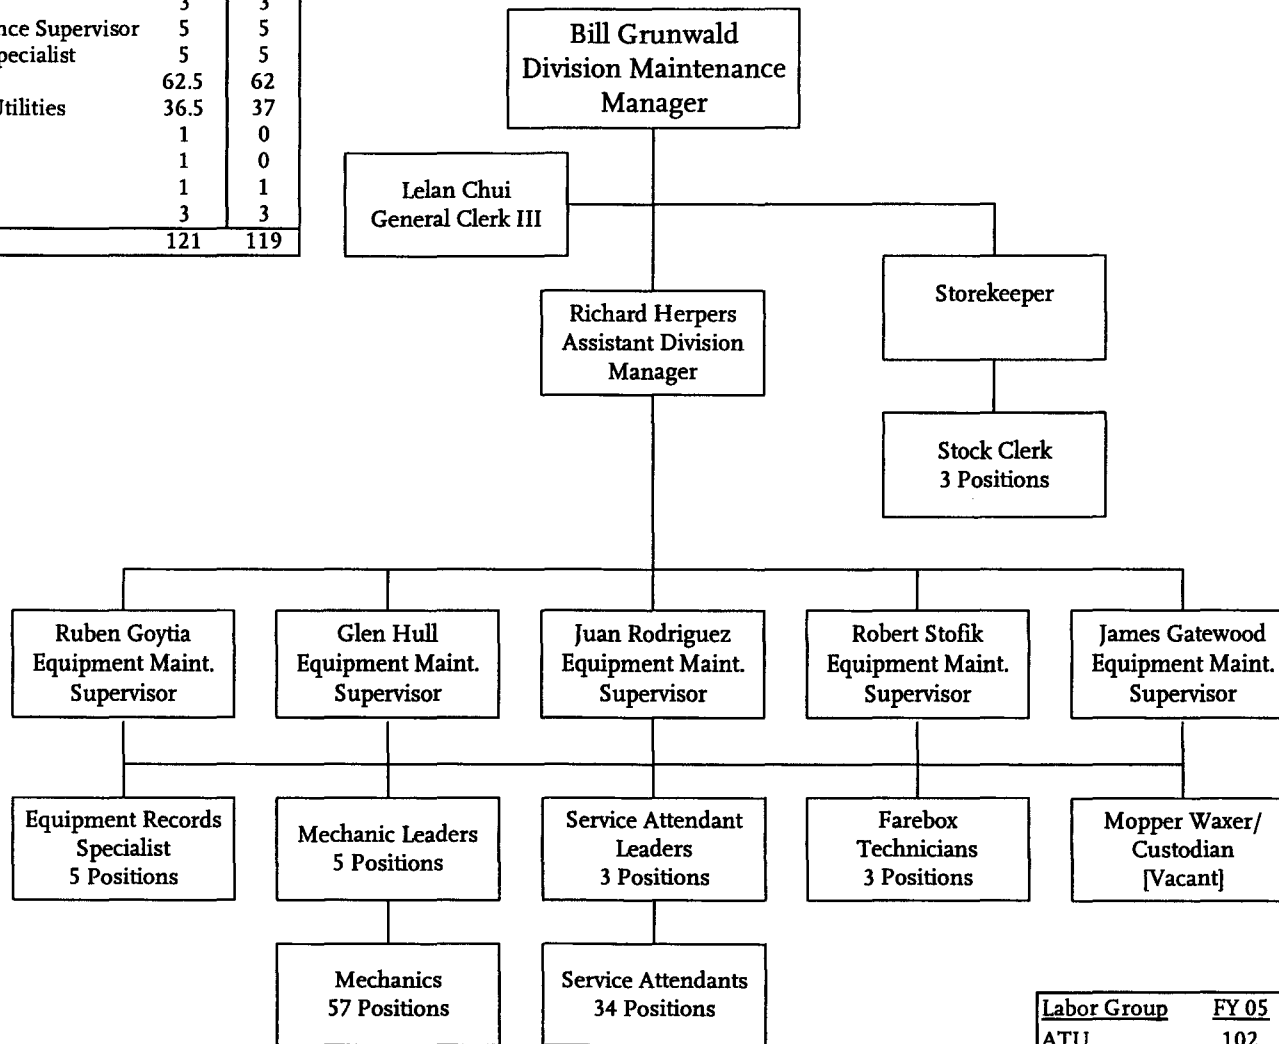 3 3
nce Supervisor 5 5
pecialist 5 5
62.5 62
Utilities 36.5 37
1 0
1 0
1 1
3 3
121 119
Bill Grunwald
Division Maintenance
Manager
Lelan Chui
General Clerk III
Storekeeper
Richard Herpers
Assistant Division
Manager
Stock Clerk
3 Positions
Ruben Goytia
Equipment Maint.
Supervisor
Glen Hull
Equipment Maint.
Supervisor
Juan Rodriguez
Equipment Maint.
Supervisor
Robert Stofik
Equipment Maint.
Supervisor
James Gatewood
Equipment Maint.
Supervisor
Equipment Records
Specialist
5 Positions
Mechanic Leaders
5 Positions
Service Attendant
Leaders
3 Positions
Farebox
Technicians
3 Positions
Mopper Waxer/
Custodian
[Vacant]
Mechanics
57 Positions
Service Attendants
34 Positions
Labor Group FY 05
ATU 102